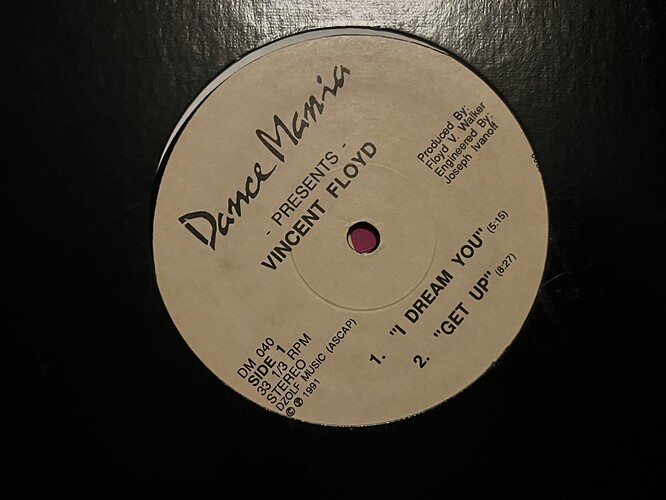 Dance Mania
- PRESENTS -
VINCENT FLOYD
Produced By:
Floyd V. Walker
Engineered By:
Joseph Ivanoff
DM 040
SIDE 1
33 1/3 RPM
STEREO
DZOLF MUSIC (ASCAP)
© ℗ 1991
1. "I DREAM YOU" (5:15)
2. "GET UP" (8:27)